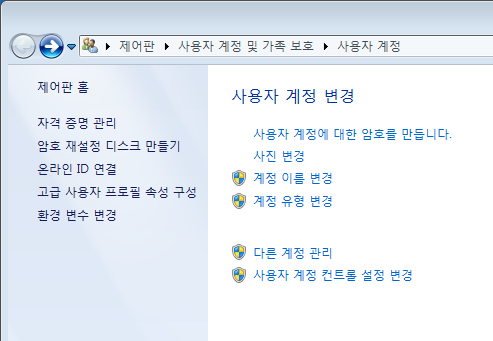 제어판 ▸ 사용자 계정 및 가족 보호 ▸ 사용자 계정
제어판 홈
자격 증명 관리
암호 재설정 디스크 만들기
온라인 ID 연결
고급 사용자 프로필 속성 구성
환경 변수 변경
사용자 계정 변경
사용자 계정에 대한 암호를 만듭니다.
사진 변경
계정 이름 변경
계정 유형 변경
다른 계정 관리
사용자 계정 컨트롤 설정 변경